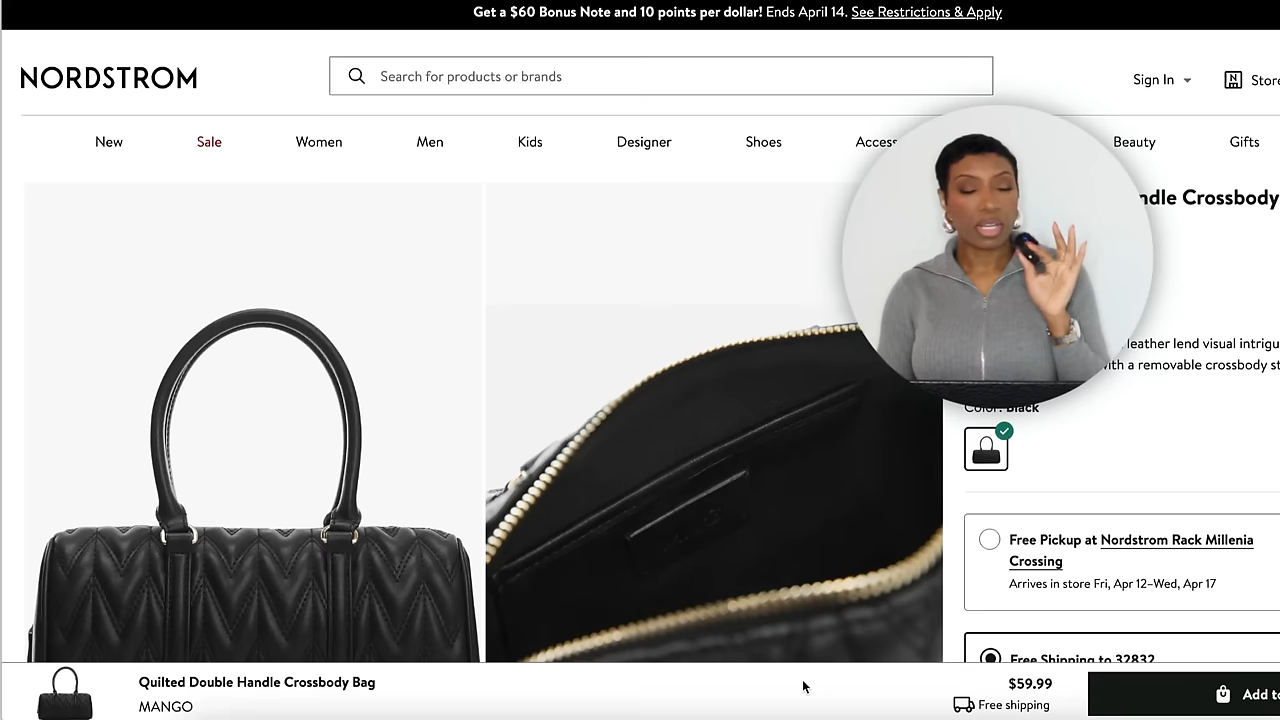 Get a $60 Bonus Note and 10 points per dollar! Ends April 14. See Restrictions & Apply
NORDSTROM
Search for products or brands
Sign In
Store
New
Sale
Women
Men
Kids
Designer
Shoes
Access
Beauty
Gifts
ndle Crossbody
leather lend visual intrigu
with a removable crossbody st
Color: Black
Free Pickup at Nordstrom Rack Millenia
Crossing
Arrives in store Fri, Apr 12–Wed, Apr 17
Free Shipping to 32832
Quilted Double Handle Crossbody Bag
MANGO
$59.99
Free shipping
Add to